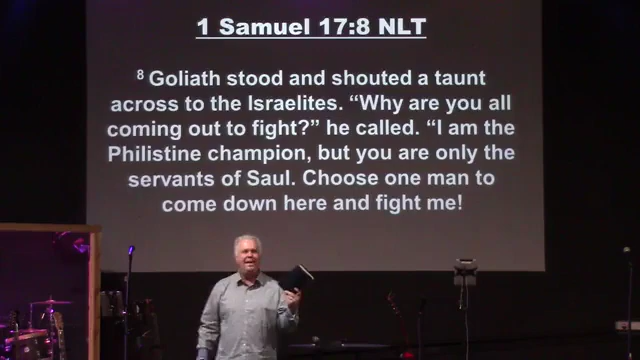 1 Samuel 17:8 NLT
8 Goliath stood and shouted a taunt
across to the Israelites. “Why are you all
coming out to fight?” he called. “I am the
Philistine champion, but you are only the
servants of Saul. Choose one man to
come down here and fight me!